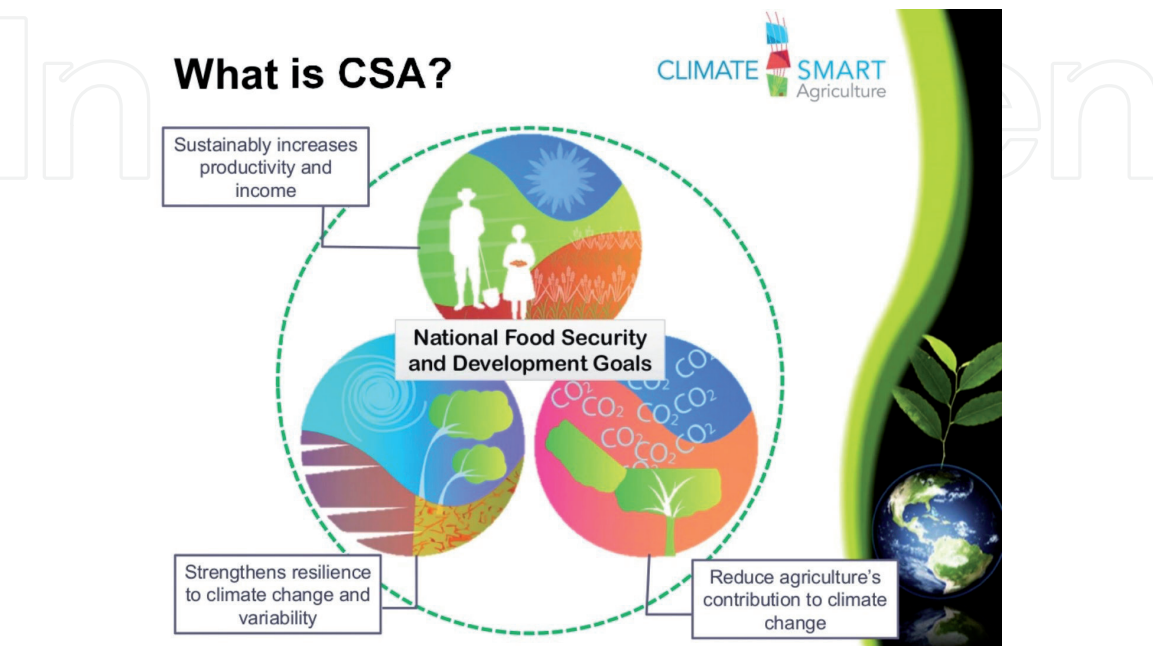 What is CSA?
CLIMATE SMART
Agriculture
Sustainably increases
productivity and
income
National Food Security
and Development Goals
CO2
CO2
CO2
CO2
CO2
CO2
CO2
CO2
CO2
CO2
CO2
Strengthens resilience
to climate change and
variability
Reduce agriculture's
contribution to climate
change